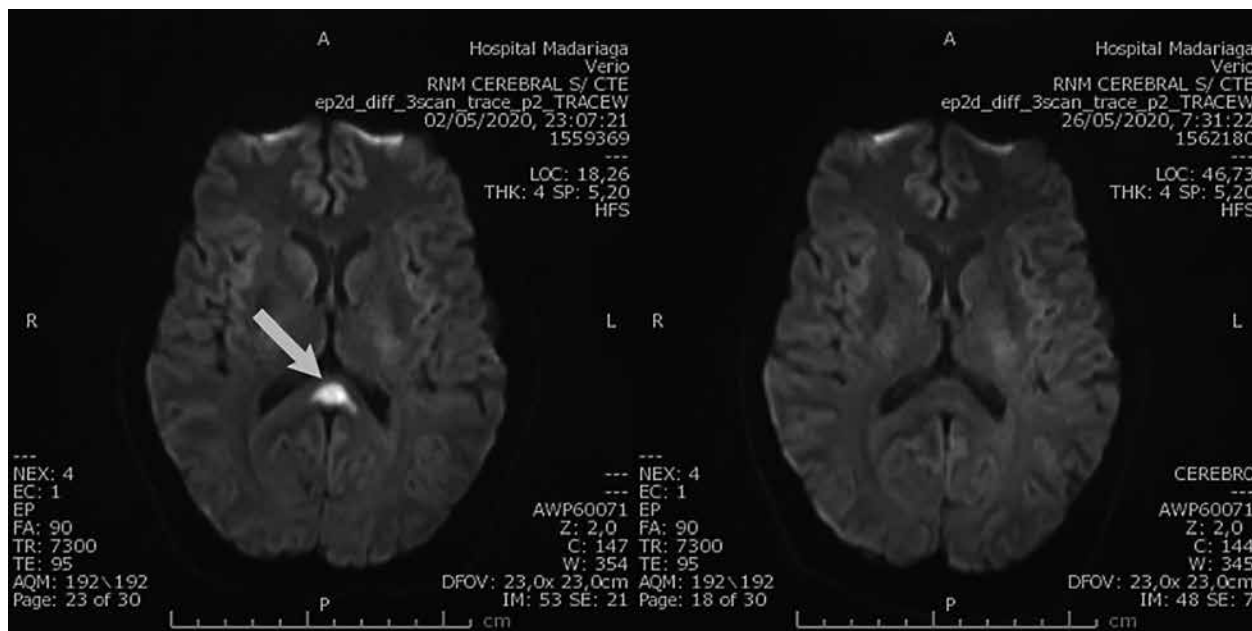 A
Hospital Madariaga
Verio
RNM CEREBRAL S/ CTE
ep2d_diff_3scan_trace_p2_TRACEW
02/05/2020, 23:07:21
1559369
---
LOC: 18,26
THK: 4 SP: 5,20
HFS
R
L
---
NEX: 4
EC: 1
EP
FA: 90
TR: 7300
TE: 95
AQM: 192\192
Page: 23 of 30
---
---
AWP60071
Z: 2,0
C: 147
W: 354
DFOV: 23,0x 23,0cm
IM: 53 SE: 21
P
cm
A
Hospital Madariaga
Verio
RNM CEREBRAL S/ CTE
ep2d_diff_3scan_trace_p2_TRACEW
26/05/2020, 7:31:22
1562180
---
LOC: 46,73
THK: 4 SP: 5,20
HFS
R
L
---
NEX: 4
EC: 1
EP
FA: 90
TR: 7300
TE: 95
AQM: 192\192
Page: 18 of 30
CEREBRO
---
AWP60071
Z: 2,0
C: 144
W: 345
DFOV: 23,0x 23,0cm
IM: 48 SE: 7
P
cm